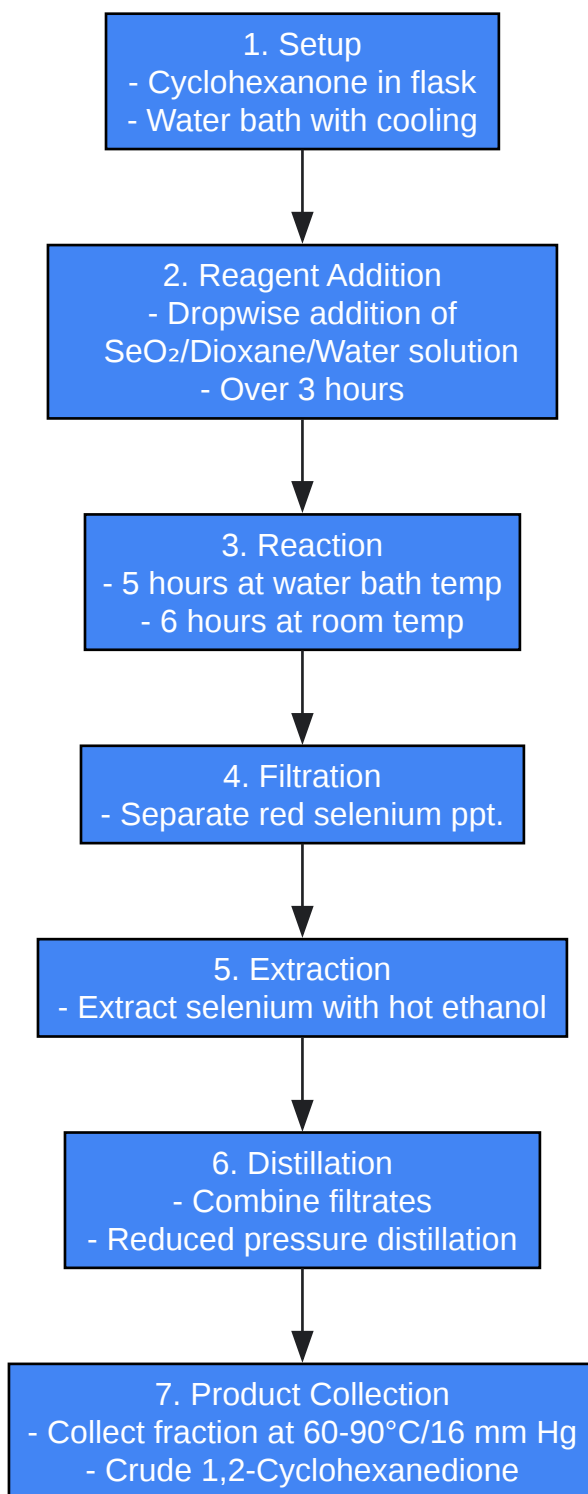 1. Setup
- Cyclohexanone in flask
- Water bath with cooling
2. Reagent Addition
- Dropwise addition of
SeO₂/Dioxane/Water solution
- Over 3 hours
3. Reaction
- 5 hours at water bath temp
- 6 hours at room temp
4. Filtration
- Separate red selenium ppt.
5. Extraction
- Extract selenium with hot ethanol
6. Distillation
- Combine filtrates
- Reduced pressure distillation
7. Product Collection
- Collect fraction at 60-90°C/16 mm Hg
- Crude 1,2-Cyclohexanedione